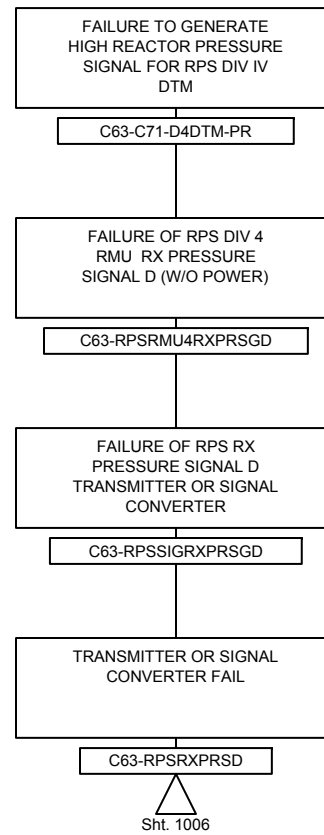 FAILURE TO GENERATE
HIGH REACTOR PRESSURE
SIGNAL FOR RPS DIV IV
DTM
C63-C71-D4DTM-PR
FAILURE OF RPS DIV 4
RMU RX PRESSURE
SIGNAL D (W/O POWER)
C63-RPSRMU4RXPRSGD
FAILURE OF RPS RX
PRESSURE SIGNAL D
TRANSMITTER OR SIGNAL
CONVERTER
C63-RPSSIGRXPRSGD
TRANSMITTER OR SIGNAL
CONVERTER FAIL
C63-RPSRXPRSD
Sht. 1006